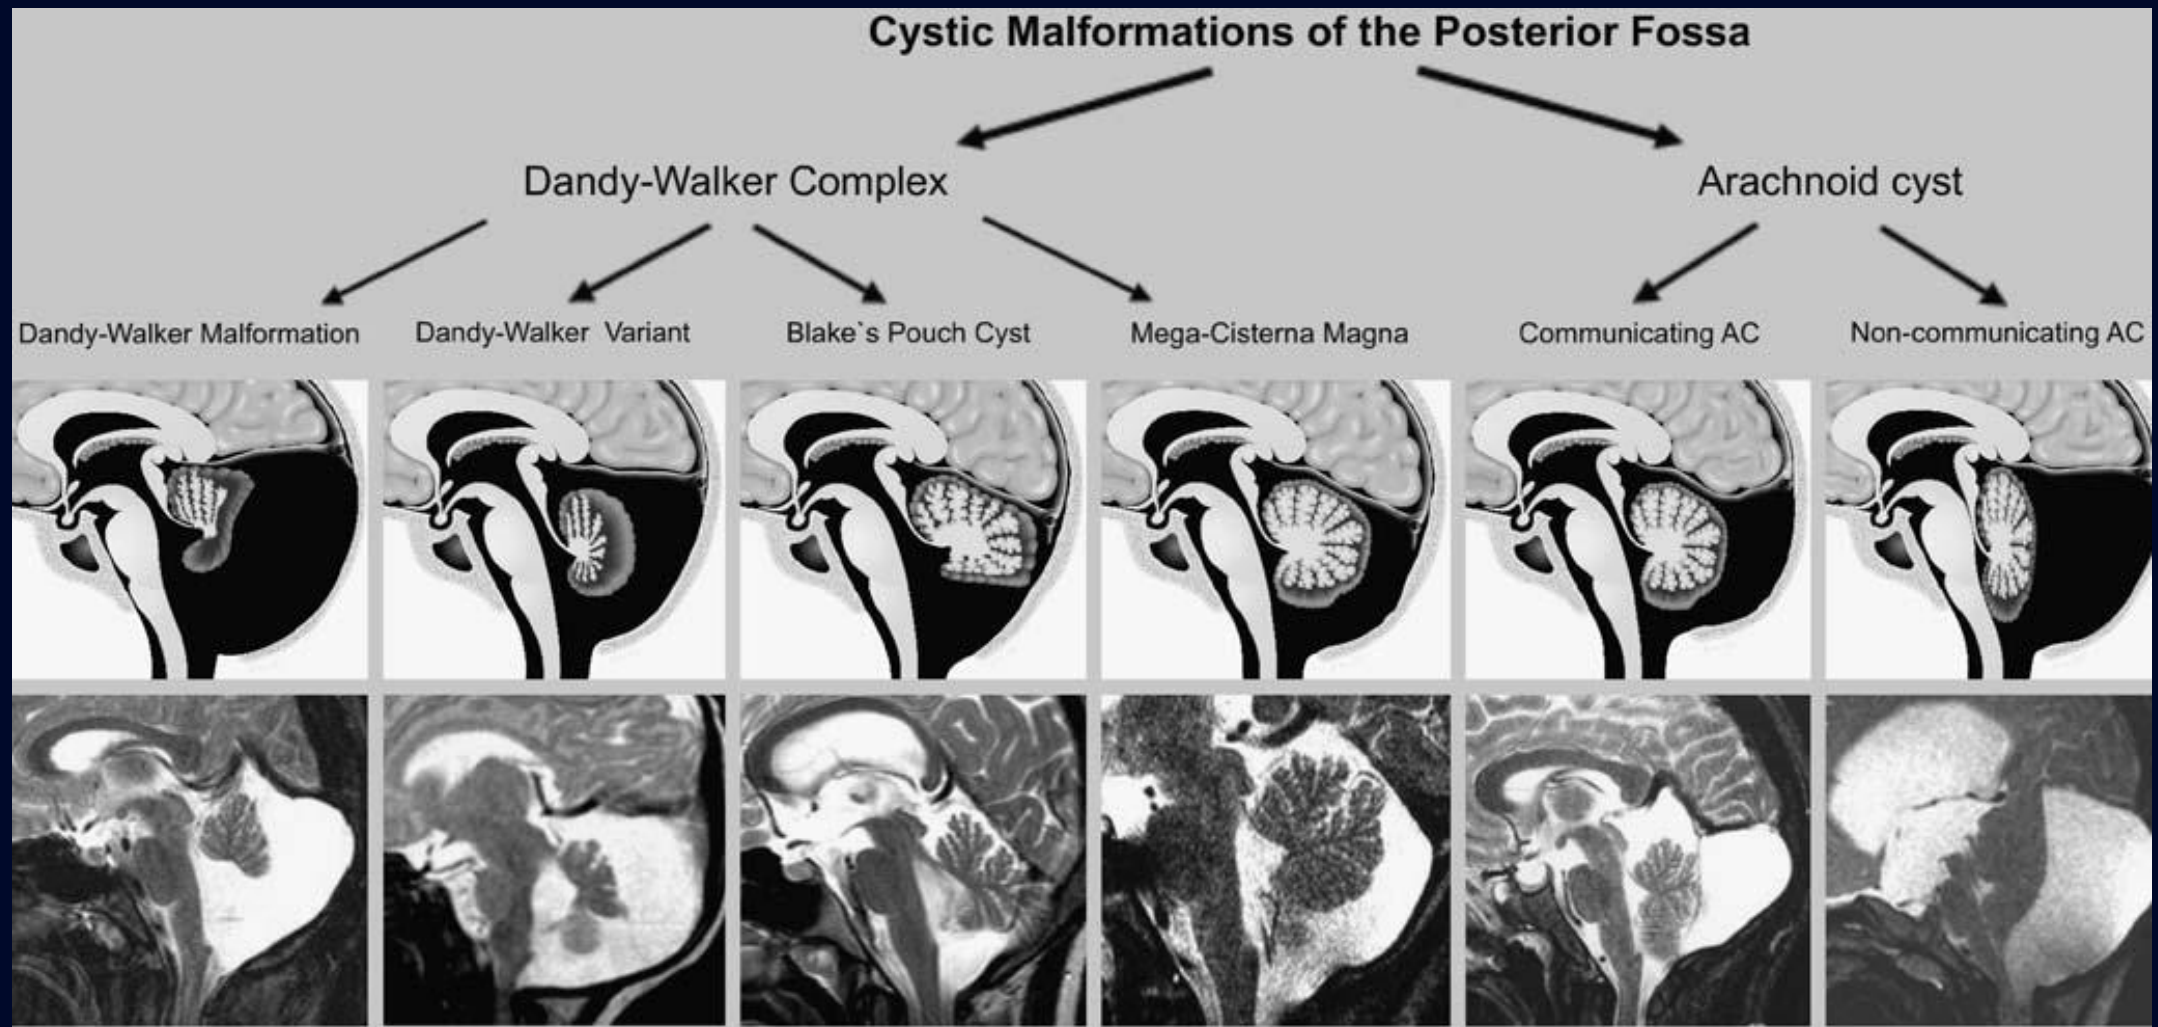 Cystic Malformations of the Posterior Fossa
Dandy-Walker Complex
Arachnoid cyst
Dandy-Walker Malformation
Dandy-Walker Variant
Blake`s Pouch Cyst
Mega-Cisterna Magna
Communicating AC
Non-communicating AC